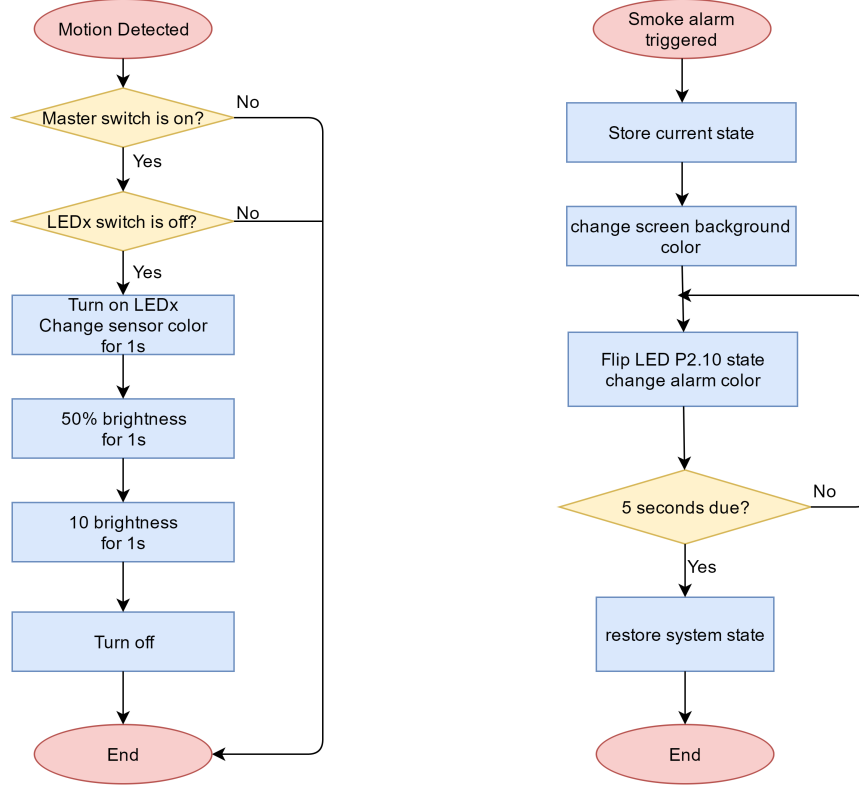 Motion Detected
Master switch is on?
No
Yes
LEDx switch is off?
No
Yes
Turn on LEDx
Change sensor color
for 1s
50% brightness
for 1s
10 brightness
for 1s
Turn off
End
Smoke alarm
triggered
Store current state
change screen background
color
Flip LED P2.10 state
change alarm color
5 seconds due?
No
Yes
restore system state
End